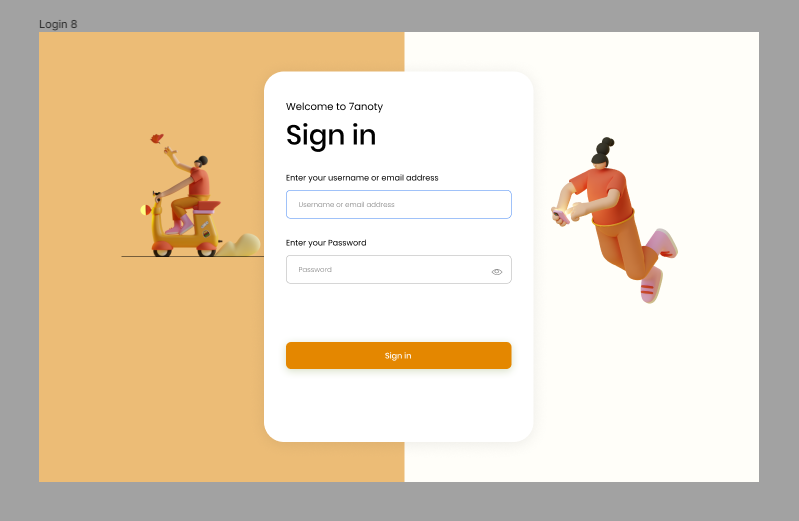 Login 8
Welcome to 7anoty
Sign in
Enter your username or email address
Username or email address
Enter your Password
Password
Sign in